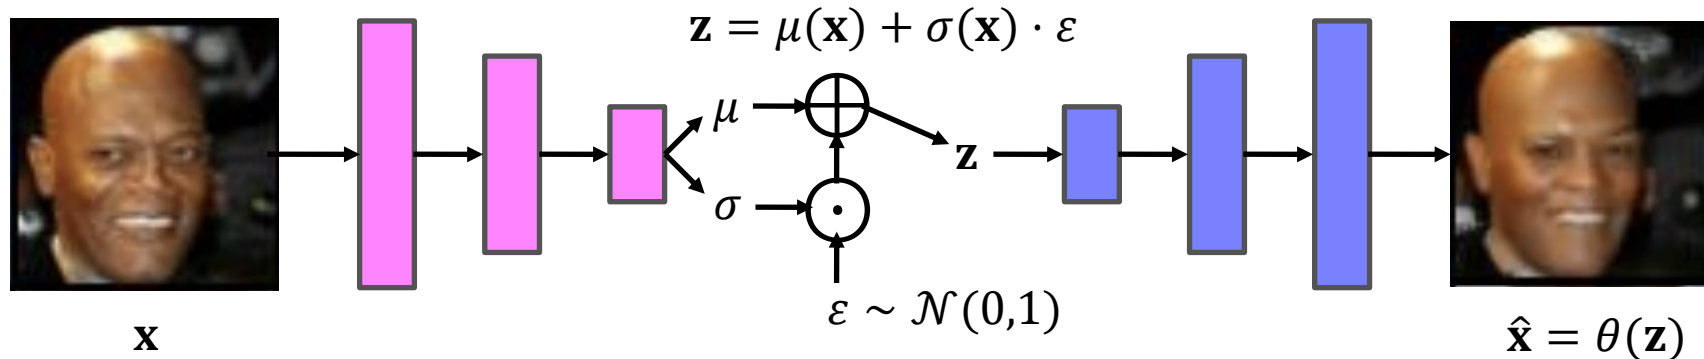 𝐳 = 𝜇(𝐱) + 𝜎(𝐱) · 𝜀
𝜇
𝐳
𝜎
𝜀 ~ 𝒩(0,1)
𝐱
𝐱̂ = 𝜃(𝐳)